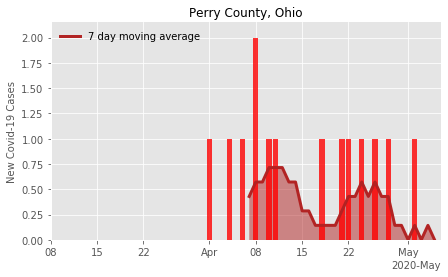 Perry County, Ohio
7 day moving average
New Covid-19 Cases
2.00
1.75
1.50
1.25
1.00
0.75
0.50
0.25
0.00
08 15 22 Apr 08 15 22 May
2020-May